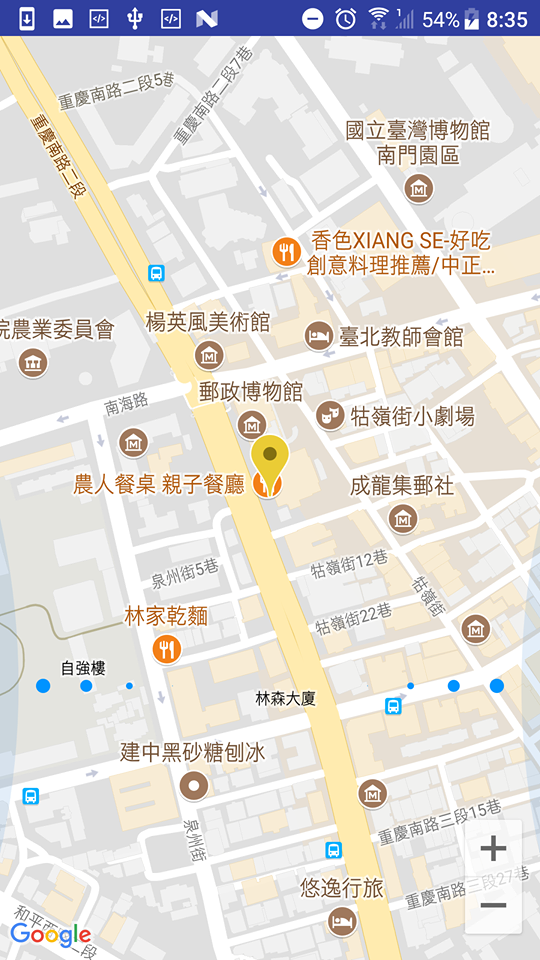 54% 8:35
重慶南路二段5巷
重慶南路二段7巷
重慶南路二段
國立臺灣博物館
南門園區
香色XIANG SE-好吃
創意料理推薦/中正...
楊英風美術館
院農業委員會
臺北教師會館
郵政博物館
南海路
牯嶺街小劇場
農人餐桌 親子餐廳
成龍集郵社
泉州街5巷
牯嶺街12巷
牯嶺街
林家乾麵
牯嶺街22巷
自強樓
林森大廈
建中黑砂糖刨冰
泉州街
重慶南路三段15巷
悠逸行旅
重慶南路三段27巷
和平西
Google